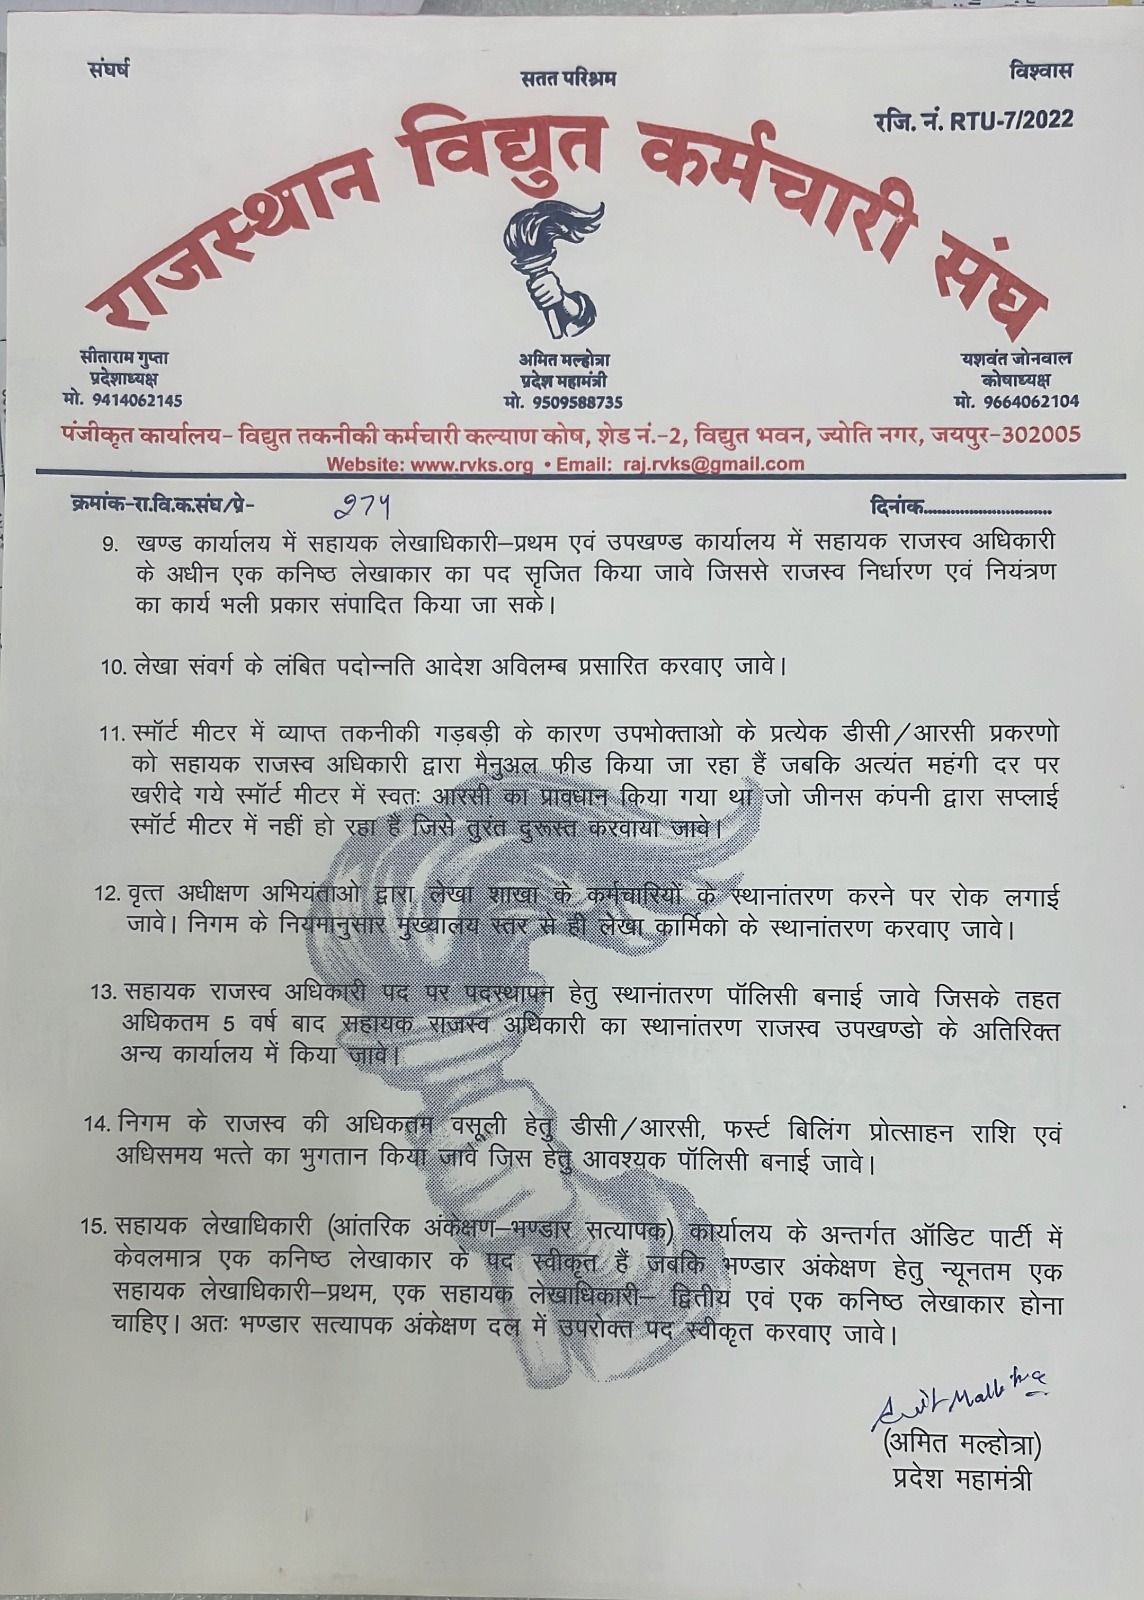 संघर्ष
सतत परिश्रम
विश्वास
रजि. नं. RTU-7/2022
राजस्थान विद्युत कर्मचारी संघ
सीताराम गुप्ता
प्रदेशाध्यक्ष
मो. 9414062145
अमित मल्होत्रा
प्रदेश महामंत्री
मो. 9509588735
यशवंत जोनवाल
कोषाध्यक्ष
मो. 9664062104
पंजीकृत कार्यालय- विद्युत तकनीकी कर्मचारी कल्याण कोष, शेड नं.-2, विद्युत भवन, ज्योति नगर, जयपुर-302005
Website: www.rvks.org • Email: raj.rvks@gmail.com
क्रमांक-रा.वि.क.संघ/प्रे- 274
दिनांक..............................
9. खण्ड कार्यालय में सहायक लेखाधिकारी–प्रथम एवं उपखण्ड कार्यालय में सहायक राजस्व अधिकारी
के अधीन एक कनिष्ठ लेखाकार का पद सृजित किया जावे जिससे राजस्व निर्धारण एवं नियंत्रण
का कार्य भली प्रकार संपादित किया जा सके।
10. लेखा संवर्ग के लंबित पदोन्नति आदेश अविलम्ब प्रसारित करवाए जावे।
11. स्मॉर्ट मीटर में व्याप्त तकनीकी गड़बड़ी के कारण उपभोक्ताओ के प्रत्येक डीसी/आरसी प्रकरणो
को सहायक राजस्व अधिकारी द्वारा मैनुअल फीड किया जा रहा हैं जबकि अत्यंत महंगी दर पर
खरीदे गये स्मॉर्ट मीटर में स्वतः आरसी का प्रावधान किया गया था जो जीनस कंपनी द्वारा सप्लाई
स्मॉर्ट मीटर में नहीं हो रहा हैं जिसे तुरंत दुरूस्त करवाया जावे।
12. वृत्त अधीक्षण अभियंताओ द्वारा लेखा शाखा के कर्मचारियों के स्थानांतरण करने पर रोक लगाई
जावे। निगम के नियमानुसार मुख्यालय स्तर से ही लेखा कार्मिको के स्थानांतरण करवाए जावे।
13. सहायक राजस्व अधिकारी पद पर पदस्थापन हेतु स्थानांतरण पॉलिसी बनाई जावे जिसके तहत
अधिकतम 5 वर्ष बाद सहायक राजस्व अधिकारी का स्थानांतरण राजस्व उपखण्डो के अतिरिक्त
अन्य कार्यालय में किया जावे।
14. निगम के राजस्व की अधिकतम वसूली हेतु डीसी/आरसी, फर्स्ट बिलिंग प्रोत्साहन राशि एवं
अधिसमय भत्ते का भुगतान किया जावे जिस हेतु आवश्यक पॉलिसी बनाई जावे।
15. सहायक लेखाधिकारी (आंतरिक अंकेक्षण–भण्डार सत्यापक) कार्यालय के अन्तर्गत ऑडिट पार्टी में
केवलमात्र एक कनिष्ठ लेखाकार के पद स्वीकृत हैं जबकि भण्डार अंकेक्षण हेतु न्यूनतम एक
सहायक लेखाधिकारी–प्रथम, एक सहायक लेखाधिकारी– द्वितीय एवं एक कनिष्ठ लेखाकार होना
चाहिए। अतः भण्डार सत्यापक अंकेक्षण दल में उपरोक्त पद स्वीकृत करवाए जावे।
Amit Malhotra
(अमित मल्होत्रा)
प्रदेश महामंत्री